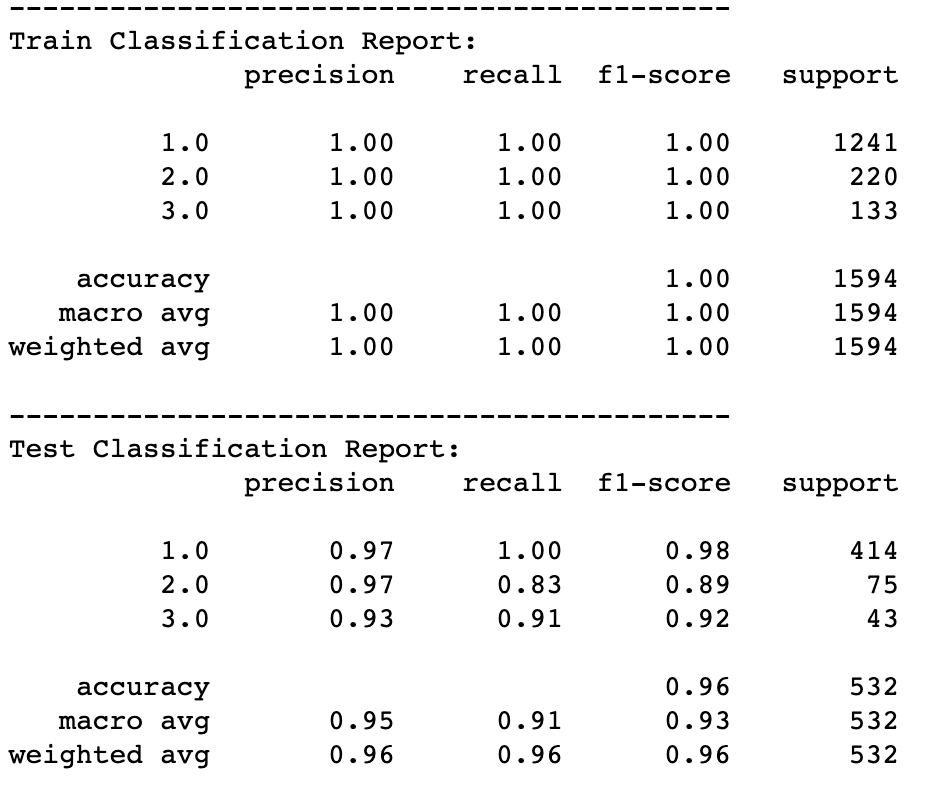 -------------------------------------------
Train Classification Report:
              precision    recall  f1-score   support

         1.0       1.00      1.00      1.00      1241
         2.0       1.00      1.00      1.00       220
         3.0       1.00      1.00      1.00       133

    accuracy                           1.00      1594
   macro avg       1.00      1.00      1.00      1594
weighted avg       1.00      1.00      1.00      1594

-------------------------------------------
Test Classification Report:
              precision    recall  f1-score   support

         1.0       0.97      1.00      0.98       414
         2.0       0.97      0.83      0.89        75
         3.0       0.93      0.91      0.92        43

    accuracy                           0.96       532
   macro avg       0.95      0.91      0.93       532
weighted avg       0.96      0.96      0.96       532